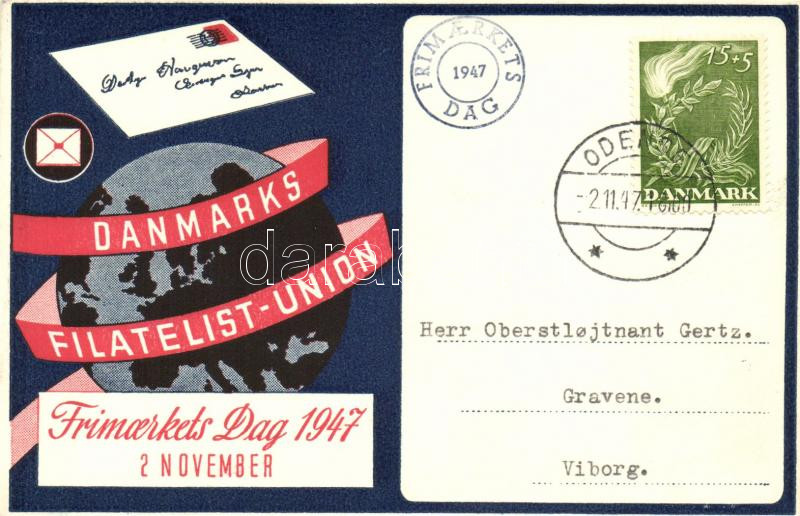 DANMARKS
FILATELIST-UNION
Frimærkets Dag 1947
2 NOVEMBER
FRIMÆRKETS
1947
DAG
15+5
DANMARK
2.11.47
Herr Oberstløjtnant Gertz.
Gravene.
Viborg.